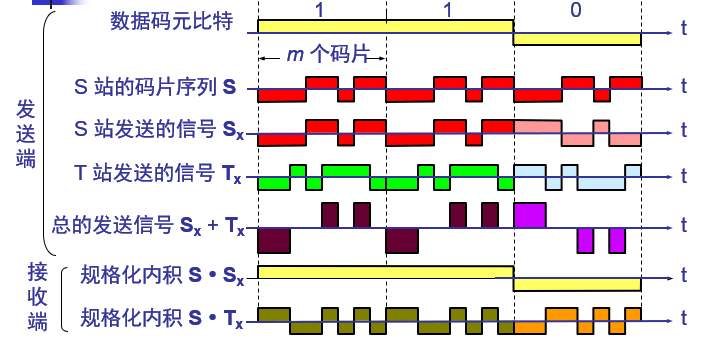 1 1 0
数据码元比特 t
m 个码片
S 站的码片序列 S t
发送端
S 站发送的信号 Sx t
T 站发送的信号 Tx t
总的发送信号 Sx + Tx t
接收端
规格化内积 S • Sx t
规格化内积 S • Tx t